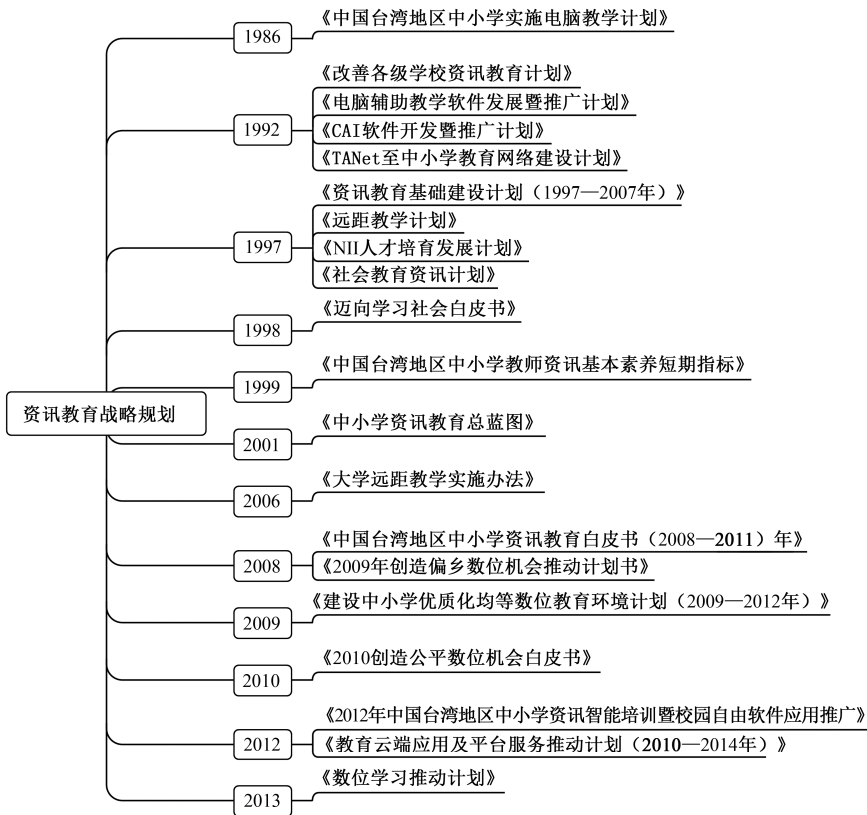 1986
《中国台湾地区中小学实施电脑教学计划》
1992
《改善各级学校资讯教育计划》
《电脑辅助教学软件发展暨推广计划》
《CAI软件开发暨推广计划》
《TANet至中小学教育网络建设计划》
1997
《资讯教育基础建设计划（1997—2007年）》
《远距教学计划》
《NII人才培育发展计划》
《社会教育资讯计划》
1998
《迈向学习社会白皮书》
1999
《中国台湾地区中小学教师资讯基本素养短期指标》
资讯教育战略规划
2001
《中小学资讯教育总蓝图》
2006
《大学远距教学实施办法》
2008
《中国台湾地区中小学资讯教育白皮书（2008—2011）年》
《2009年创造偏乡数位机会推动计划书》
2009
《建设中小学优质化均等数位教育环境计划（2009—2012年）》
2010
《2010创造公平数位机会白皮书》
2012
《2012年中国台湾地区中小学资讯智能培训暨校园自由软件应用推广》
《教育云端应用及平台服务推动计划（2010—2014年）》
2013
《数位学习推动计划》